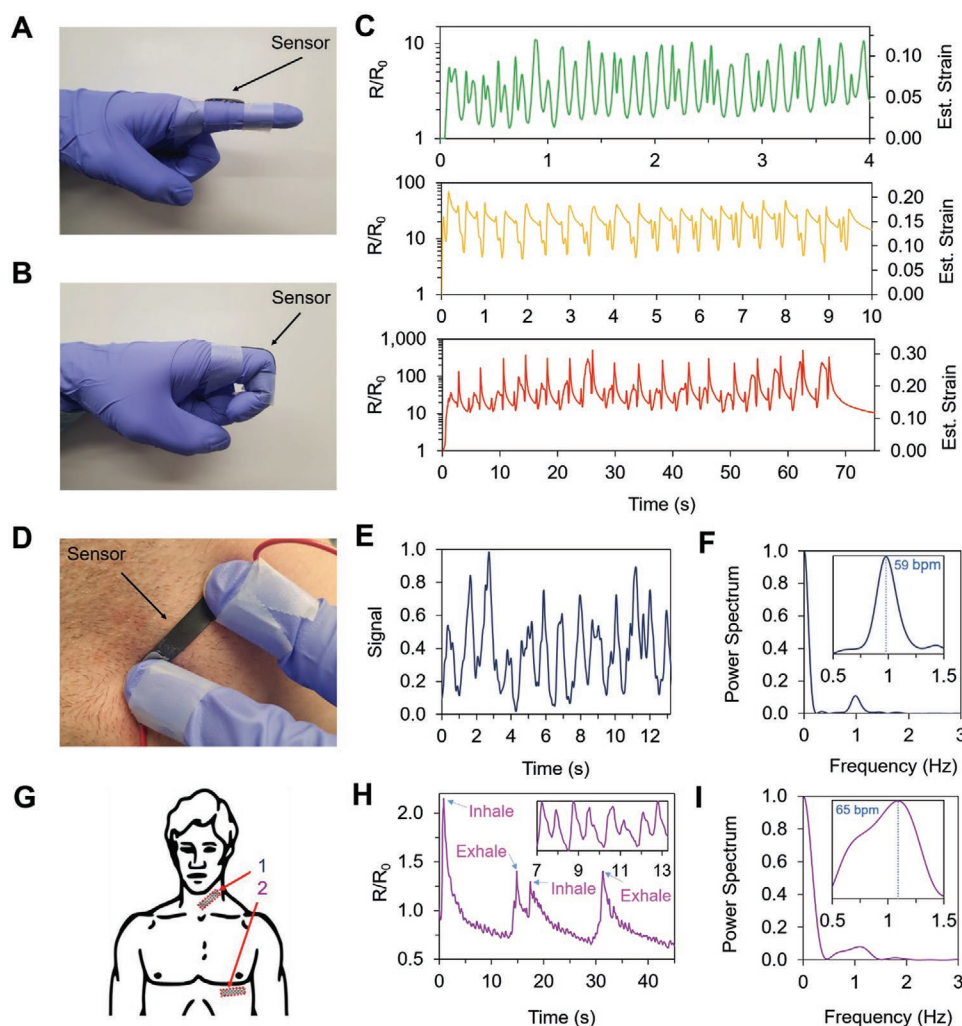 A
Sensor
B
Sensor
C
R/R0
10
1
0.10
0.05
0.00
Est. Strain
0 1 2 3 4
R/R0
100
10
1
0.20
0.15
0.10
0.15
0.00
Est. Strain
0 1 2 3 4 5 6 7 8 9 10
R/R0
1,000
100
10
1
0.30
0.20
0.10
0.00
Est. Strain
0 10 20 30 40 50 60 70
Time (s)
D
Sensor
E
Signal
1.0
0.8
0.6
0.4
0.2
0.0
0 2 4 6 8 10 12
Time (s)
F
Power Spectrum
1.0
0.8
0.6
0.4
0.2
0.0
59 bpm
0.5 1 1.5
0 1 2 3
Frequency (Hz)
G
1
2
H
R/R0
2.0
1.5
1.0
0.5
Inhale
Exhale
Inhale
Exhale
7 9 11 13
0 10 20 30 40
Time (s)
I
Power Spectrum
1.0
0.8
0.6
0.4
0.2
0.0
65 bpm
0.5 1 1.5
0 1 2 3
Frequency (Hz)